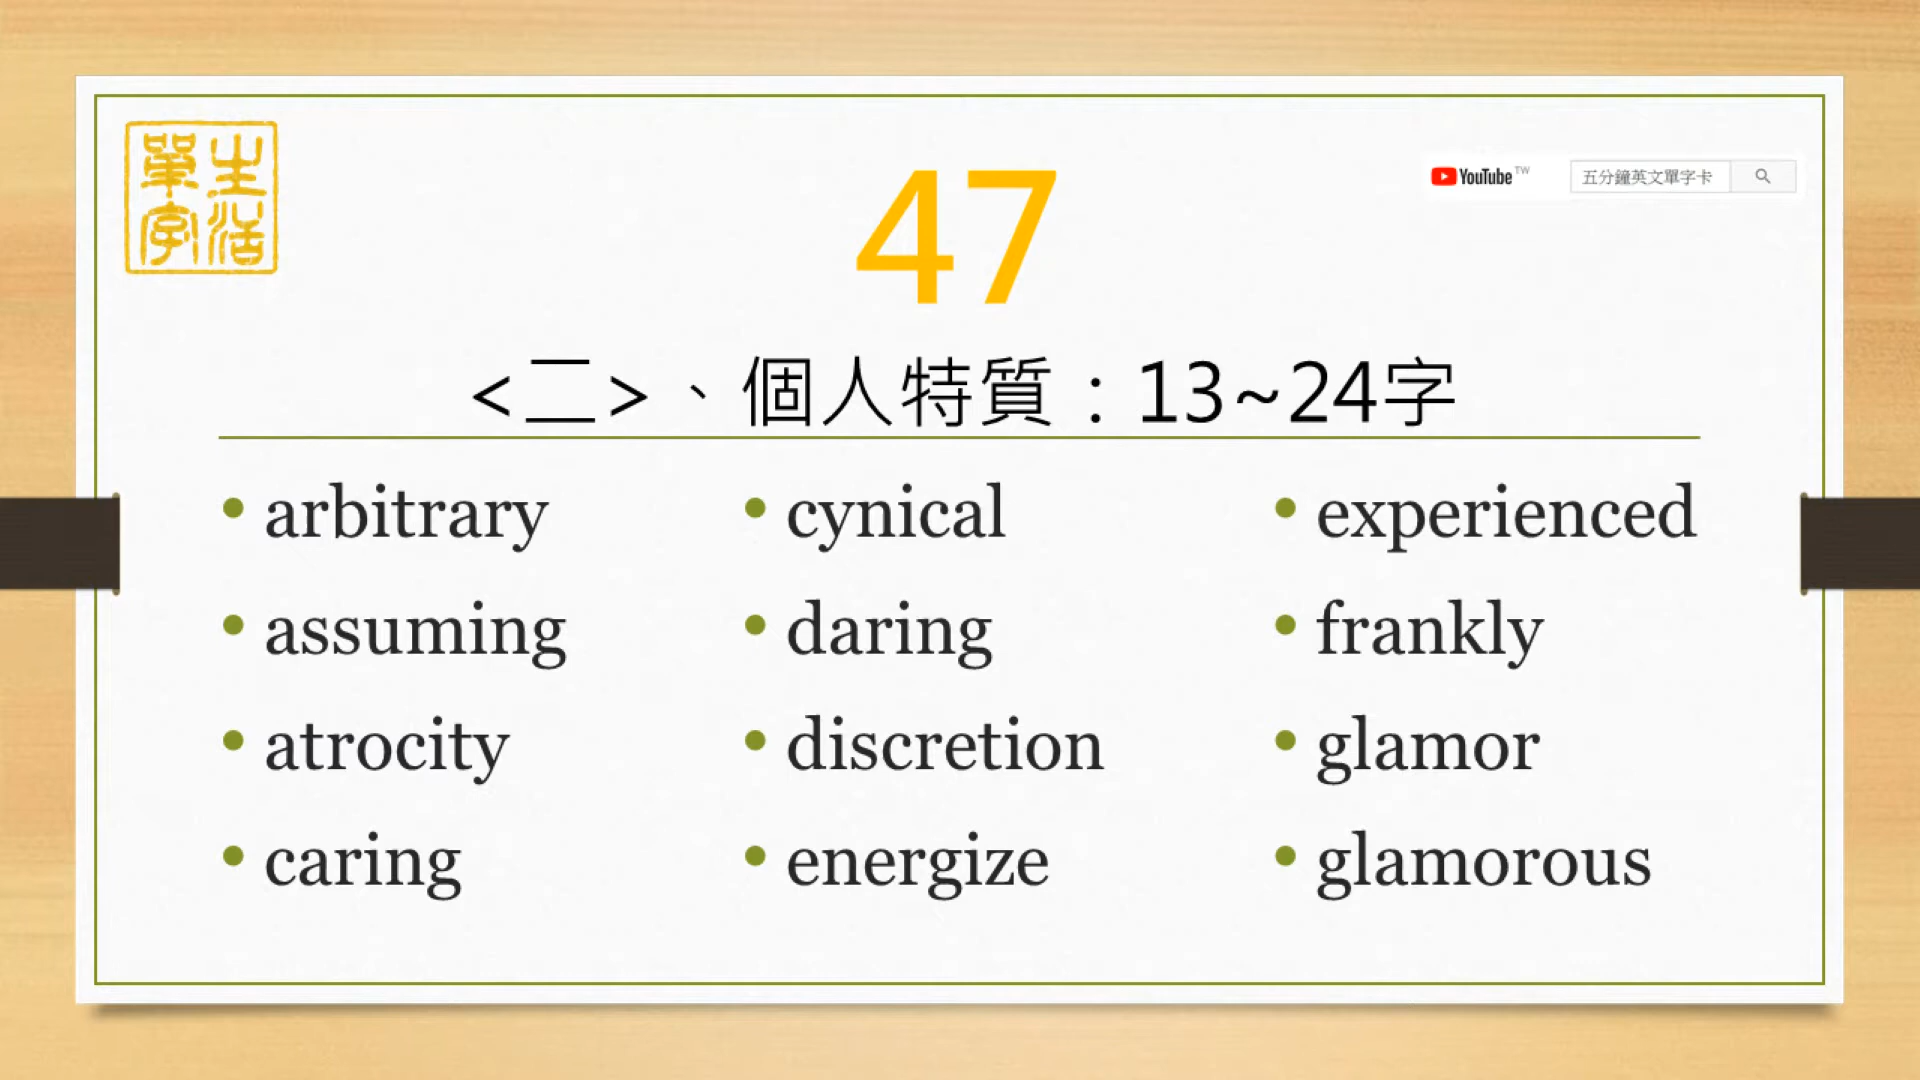 生活
單字
47
YouTube TW
五分鐘英文單字卡
<二>、個人特質：13~24字
• arbitrary
• assuming
• atrocity
• caring
• cynical
• daring
• discretion
• energize
• experienced
• frankly
• glamor
• glamorous